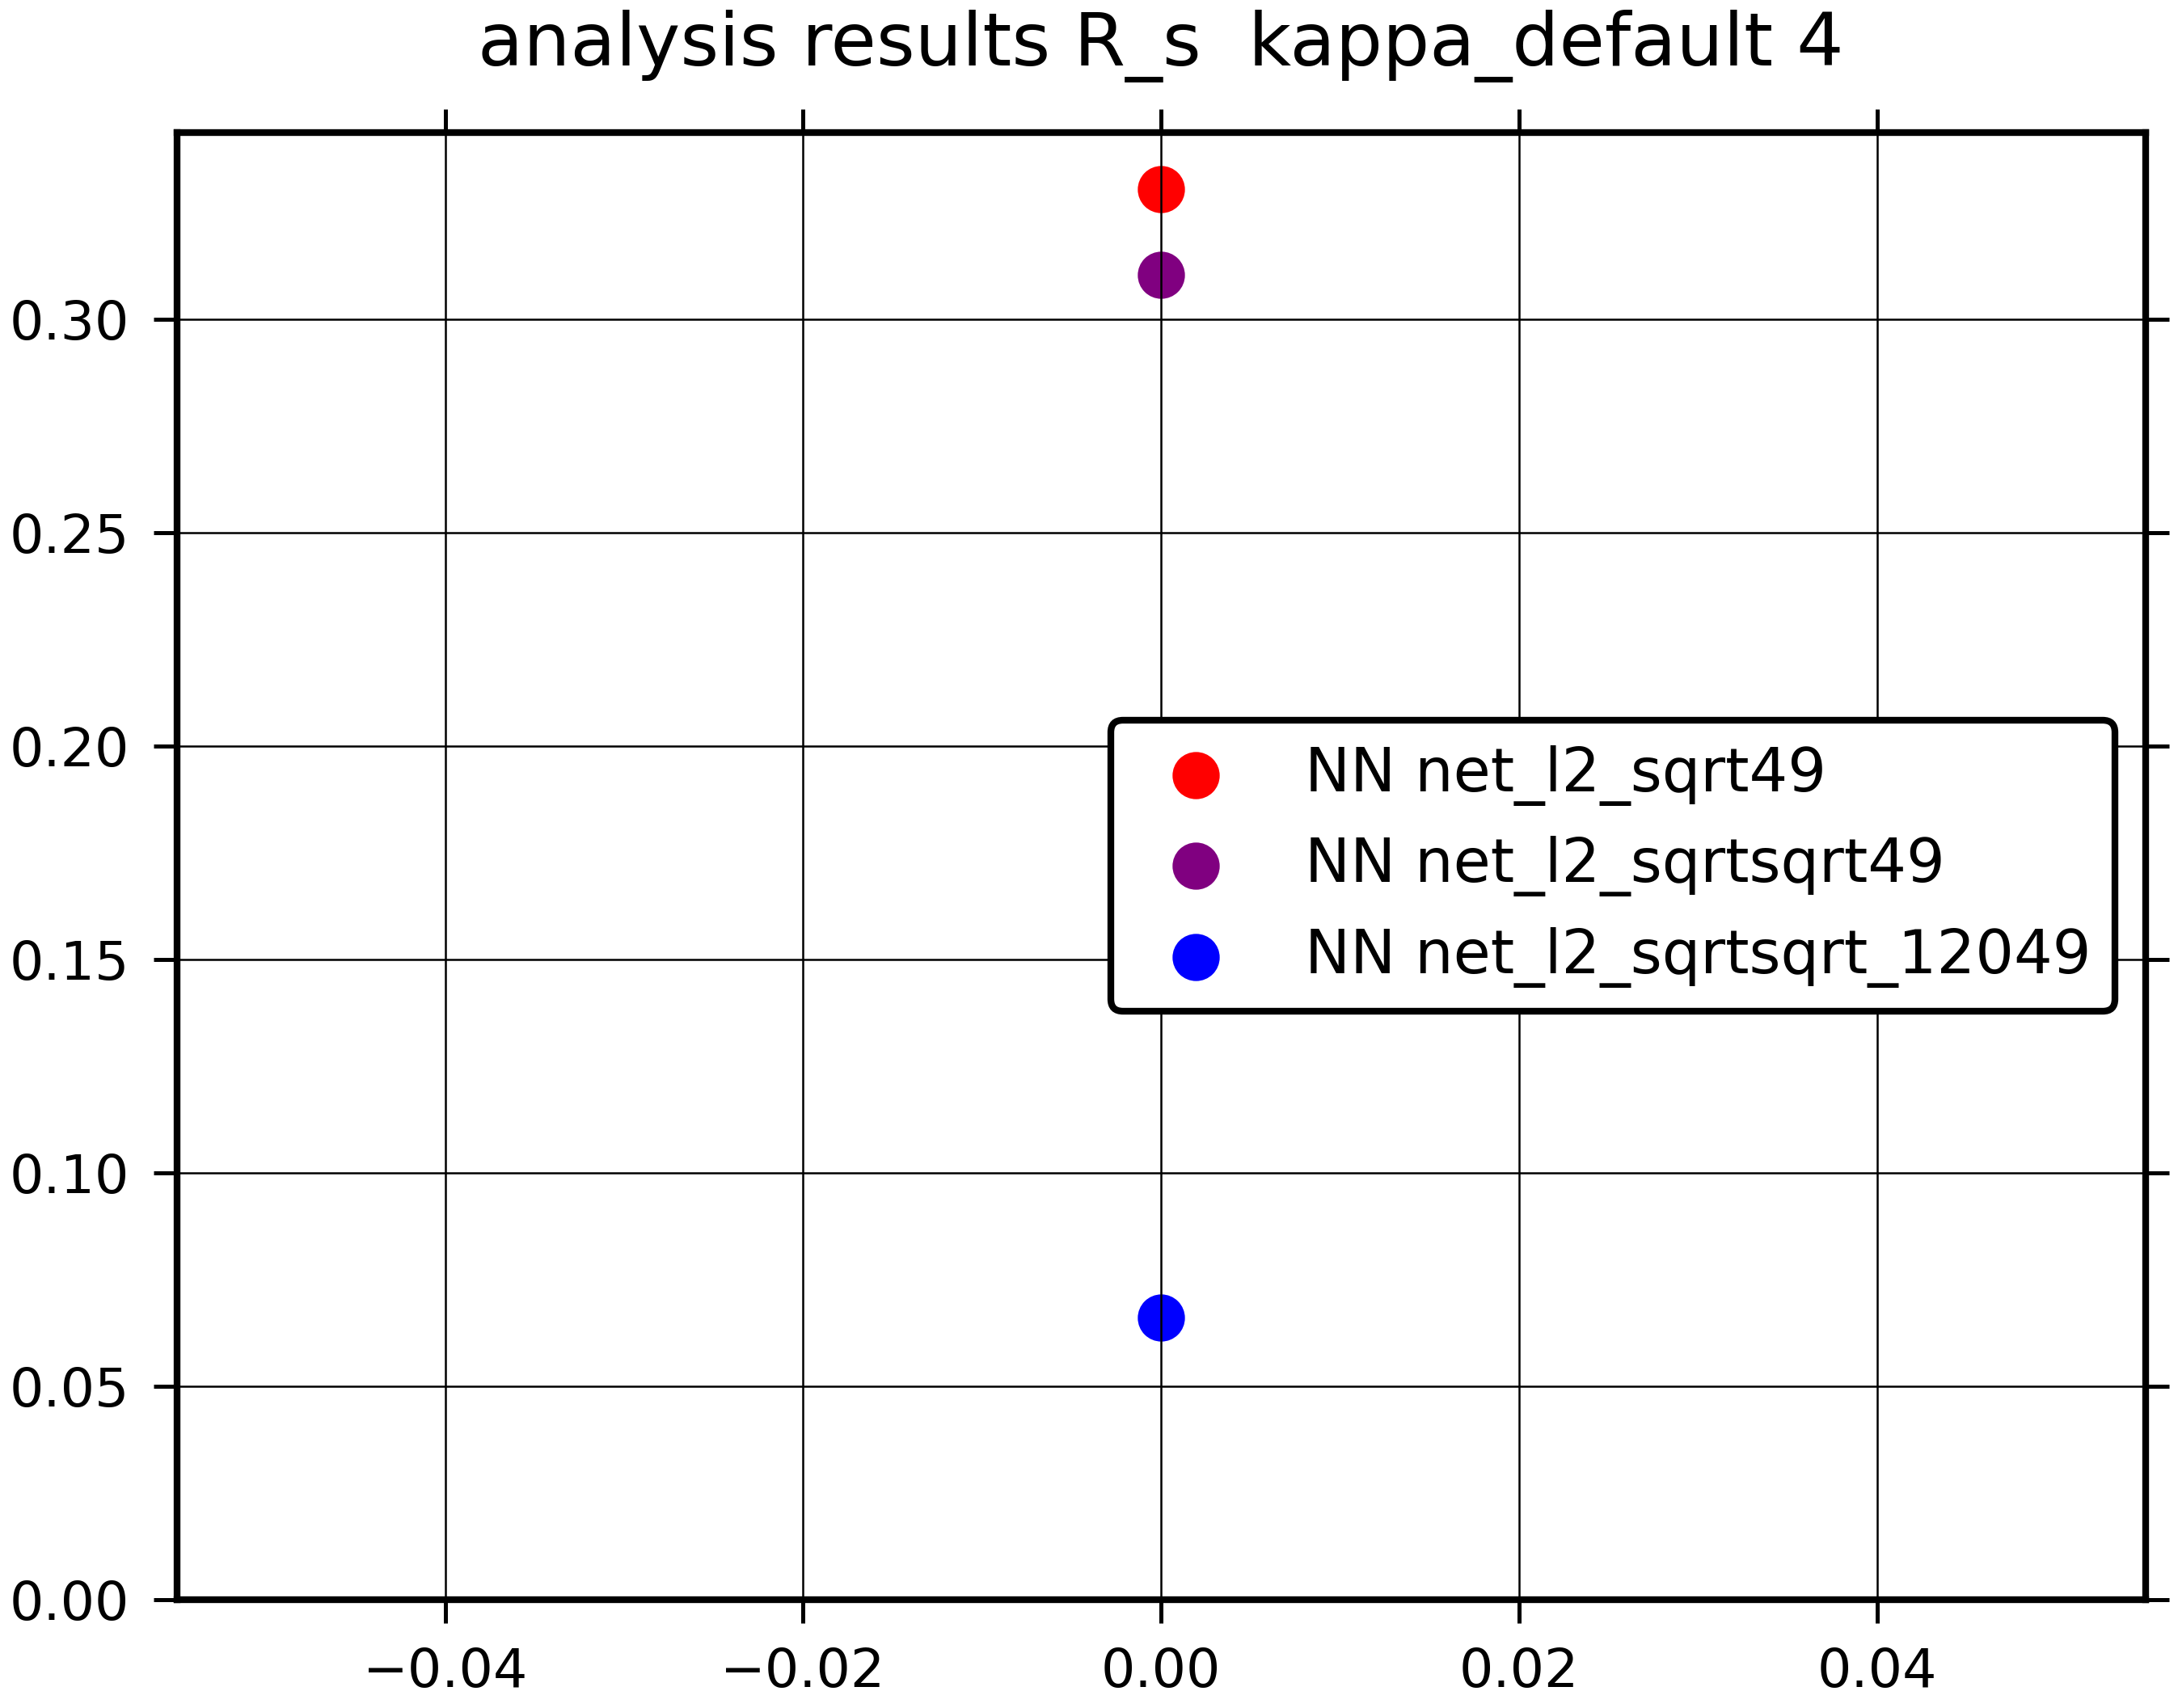 analysis results R_s  kappa_default 4
0.30
0.25
0.20
0.15
0.10
0.05
0.00
NN net_l2_sqrt49
NN net_l2_sqrtsqrt49
NN net_l2_sqrtsqrt_12049
−0.04 −0.02 0.00 0.02 0.04